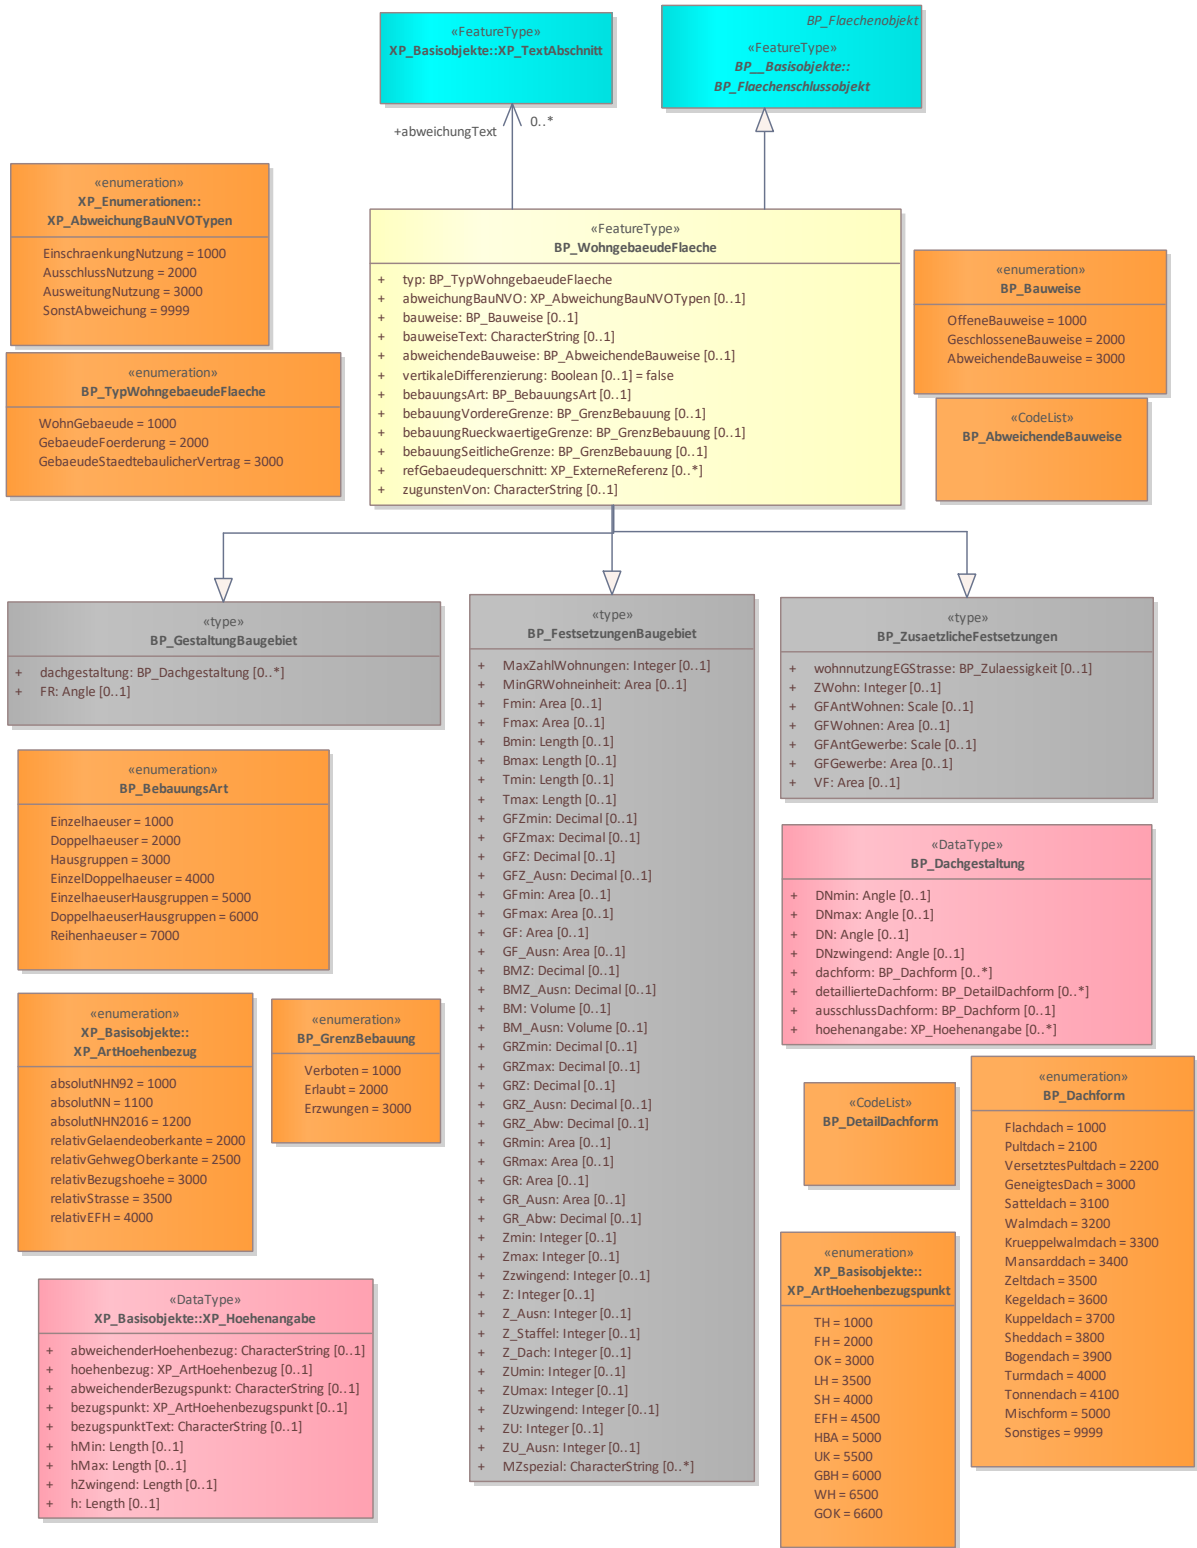 «FeatureType»
XP_Basisobjekte::XP_TextAbschnitt
BP_Flaechenobjekt
«FeatureType»
BP__Basisobjekte::
BP_Flaechenschlussobjekt
+abweichungText
0..*
«enumeration»
XP_Enumerationen::
XP_AbweichungBauNVOTypen
EinschraenkungNutzung = 1000
AusschlussNutzung = 2000
AusweitungNutzung = 3000
SonstAbweichung = 9999
«enumeration»
BP_TypWohngebaeudeFlaeche
WohnGebaeude = 1000
GebaeudeFoerderung = 2000
GebaeudeStaedtebaulicherVertrag = 3000
«FeatureType»
BP_WohngebaeudeFlaeche
+ typ: BP_TypWohngebaeudeFlaeche
+ abweichungBauNVO: XP_AbweichungBauNVOTypen [0..1]
+ bauweise: BP_Bauweise [0..1]
+ bauweiseText: CharacterString [0..1]
+ abweichendeBauweise: BP_AbweichendeBauweise [0..1]
+ vertikaleDifferenzierung: Boolean [0..1] = false
+ bebauungsArt: BP_BebauungsArt [0..1]
+ bebauungVordereGrenze: BP_GrenzBebauung [0..1]
+ bebauungRueckwaertigeGrenze: BP_GrenzBebauung [0..1]
+ bebauungSeitlicheGrenze: BP_GrenzBebauung [0..1]
+ refGebaeudequerschnitt: XP_ExterneReferenz [0..*]
+ zugunstenVon: CharacterString [0..1]
«enumeration»
BP_Bauweise
OffeneBauweise = 1000
GeschlosseneBauweise = 2000
AbweichendeBauweise = 3000
«CodeList»
BP_AbweichendeBauweise
«type»
BP_GestaltungBaugebiet
+ dachgestaltung: BP_Dachgestaltung [0..*]
+ FR: Angle [0..1]
«type»
BP_FestsetzungenBaugebiet
+ MaxZahlWohnungen: Integer [0..1]
+ MinGRWohneinheit: Area [0..1]
+ Fmin: Area [0..1]
+ Fmax: Area [0..1]
+ Bmin: Length [0..1]
+ Bmax: Length [0..1]
+ Tmin: Length [0..1]
+ Tmax: Length [0..1]
+ GFZmin: Decimal [0..1]
+ GFZmax: Decimal [0..1]
+ GFZ: Decimal [0..1]
+ GFZ_Ausn: Decimal [0..1]
+ GFmin: Area [0..1]
+ GFmax: Area [0..1]
+ GF: Area [0..1]
+ GF_Ausn: Area [0..1]
+ BMZ: Decimal [0..1]
+ BMZ_Ausn: Decimal [0..1]
+ BM: Volume [0..1]
+ BM_Ausn: Volume [0..1]
+ GRZmin: Decimal [0..1]
+ GRZmax: Decimal [0..1]
+ GRZ: Decimal [0..1]
+ GRZ_Ausn: Decimal [0..1]
+ GRZ_Abw: Decimal [0..1]
+ GRmin: Area [0..1]
+ GRmax: Area [0..1]
+ GR: Area [0..1]
+ GR_Ausn: Area [0..1]
+ GR_Abw: Decimal [0..1]
+ Zmin: Integer [0..1]
+ Zmax: Integer [0..1]
+ Zzwingend: Integer [0..1]
+ Z: Integer [0..1]
+ Z_Ausn: Integer [0..1]
+ Z_Staffel: Integer [0..1]
+ Z_Dach: Integer [0..1]
+ ZUmin: Integer [0..1]
+ ZUmax: Integer [0..1]
+ ZUzwingend: Integer [0..1]
+ ZU: Integer [0..1]
+ ZU_Ausn: Integer [0..1]
+ MZspezial: CharacterString [0..*]
«type»
BP_ZusaetzlicheFestsetzungen
+ wohnnutzungEGStrasse: BP_Zulaessigkeit [0..1]
+ ZWohn: Integer [0..1]
+ GFAntWohnen: Scale [0..1]
+ GFWohnen: Area [0..1]
+ GFAntGewerbe: Scale [0..1]
+ GFGewerbe: Area [0..1]
+ VF: Area [0..1]
«enumeration»
BP_BebauungsArt
Einzelhaeuser = 1000
Doppelhaeuser = 2000
Hausgruppen = 3000
EinzelDoppelhaeuser = 4000
EinzelhaeuserHausgruppen = 5000
DoppelhaeuserHausgruppen = 6000
Reihenhaeuser = 7000
«DataType»
BP_Dachgestaltung
+ DNmin: Angle [0..1]
+ DNmax: Angle [0..1]
+ DN: Angle [0..1]
+ DNzwingend: Angle [0..1]
+ dachform: BP_Dachform [0..*]
+ detaillierteDachform: BP_DetailDachform [0..*]
+ ausschlussDachform: BP_Dachform [0..1]
+ hoehenangabe: XP_Hoehenangabe [0..*]
«enumeration»
XP_Basisobjekte::
XP_ArtHoehenbezug
absolutNHN92 = 1000
absolutNN = 1100
absolutNHN2016 = 1200
relativGelaendeoberkante = 2000
relativGehwegOberkante = 2500
relativBezugshoehe = 3000
relativStrasse = 3500
relativEFH = 4000
«enumeration»
BP_GrenzBebauung
Verboten = 1000
Erlaubt = 2000
Erzwungen = 3000
«CodeList»
BP_DetailDachform
«enumeration»
BP_Dachform
Flachdach = 1000
Pultdach = 2100
VersetztesPultdach = 2200
GeneigtesDach = 3000
Satteldach = 3100
Walmdach = 3200
Krueppelwalmdach = 3300
Mansarddach = 3400
Zeltdach = 3500
Kegeldach = 3600
Kuppeldach = 3700
Sheddach = 3800
Bogendach = 3900
Turmdach = 4000
Tonnendach = 4100
Mischform = 5000
Sonstiges = 9999
«enumeration»
XP_Basisobjekte::
XP_ArtHoehenbezugspunkt
TH = 1000
FH = 2000
OK = 3000
LH = 3500
SH = 4000
EFH = 4500
HBA = 5000
UK = 5500
GBH = 6000
WH = 6500
GOK = 6600
«DataType»
XP_Basisobjekte::XP_Hoehenangabe
+ abweichenderHoehenbezug: CharacterString [0..1]
+ hoehenbezug: XP_ArtHoehenbezug [0..1]
+ abweichenderBezugspunkt: CharacterString [0..1]
+ bezugspunkt: XP_ArtHoehenbezugspunkt [0..1]
+ bezugspunktText: CharacterString [0..1]
+ hMin: Length [0..1]
+ hMax: Length [0..1]
+ hZwingend: Length [0..1]
+ h: Length [0..1]